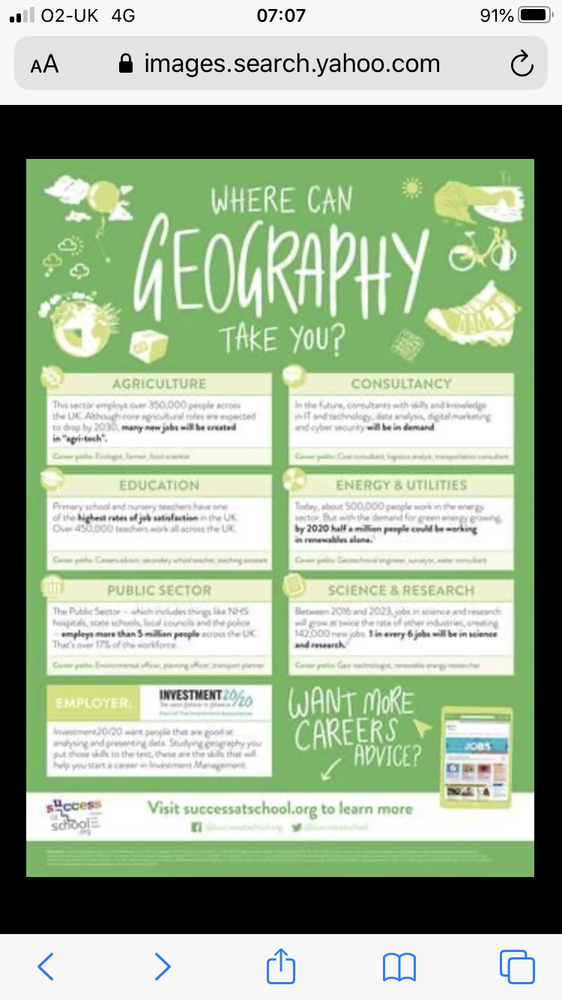 O2-UK 4G 07:07 91%
AA images.search.yahoo.com
WHERE CAN
GEOGRAPHY
TAKE YOU?
AGRICULTURE
This sector employs over 350,000 people across
the UK. Although core agricultural roles are expected
to drop by 2030, many new jobs will be created
in "agri-tech".
Career paths: Ecologist, farmer, food scientist
CONSULTANCY
In the future, consultants with skills and knowledge
in IT and technology, data analysis, digital marketing
and cyber security will be in demand.
Career paths: Cost consultant, logistics analyst, transportation consultant
EDUCATION
Primary school and nursery teachers have one
of the highest rates of job satisfaction in the UK.
Over 450,000 teachers work all across the UK.
Career paths: Careers advisor, secondary school teacher, teaching assistant
ENERGY & UTILITIES
Today, about 500,000 people work in the energy
sector. But with the demand for green energy growing,
by 2020 half a million people could be working
in renewables alone.
Career paths: Geotechnical engineer, surveyor, water consultant
PUBLIC SECTOR
The Public Sector – which includes things like NHS
hospitals, state schools, local councils and the police
– employs more than 5 million people across the UK.
That's over 17% of the workforce.
Career paths: Environmental officer, planning officer, transport planner
SCIENCE & RESEARCH
Between 2016 and 2023, jobs in science and research
will grow at twice the rate of other industries, creating
142,000 new jobs. 1 in every 6 jobs will be in science
and research.
Career paths: Geo-technologist, renewable energy researcher
EMPLOYER:
INVESTMENT20/20
Part of The Investment Association
Investment20/20 want people that are good at
analysing and presenting data. Studying geography you
put those skills to the test, these are the skills that will
help you start a career in Investment Management.
WANT MORE
CAREERS
ADVICE?
JOBS
success
at
school
.org
Visit successatschool.org to learn more
@successatschool.org @successatschool